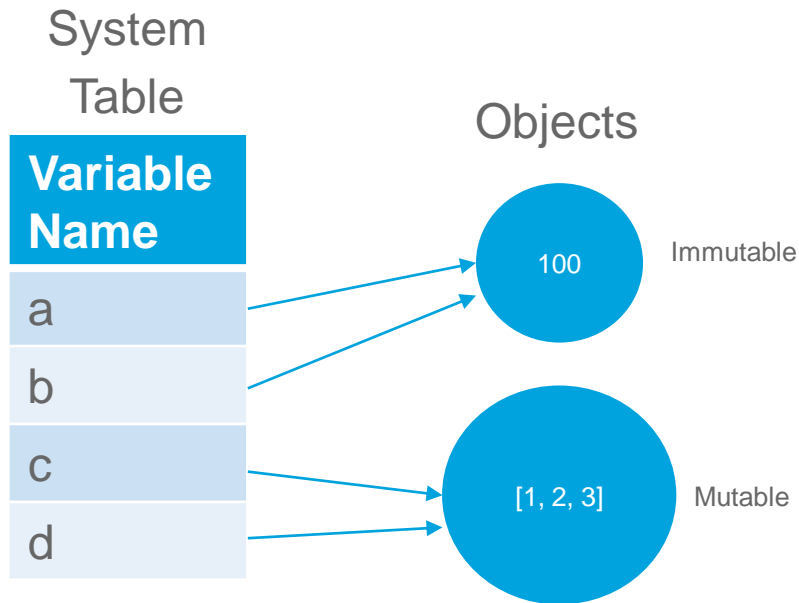 System
Table
Variable
Name
a
b
c
d
Objects
100
Immutable
[1, 2, 3]
Mutable